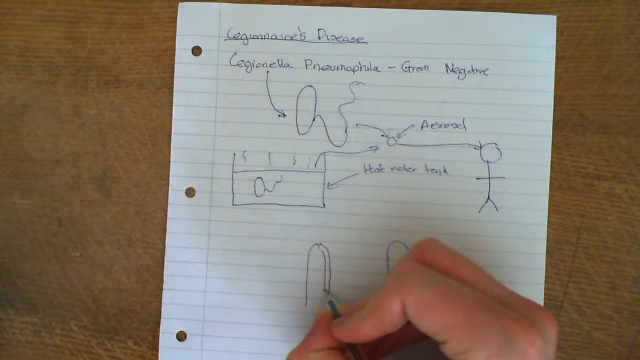 Legionnaire's Disease
Legionella Pneumophila - Gram Negative
Aerosol
Hot water tank